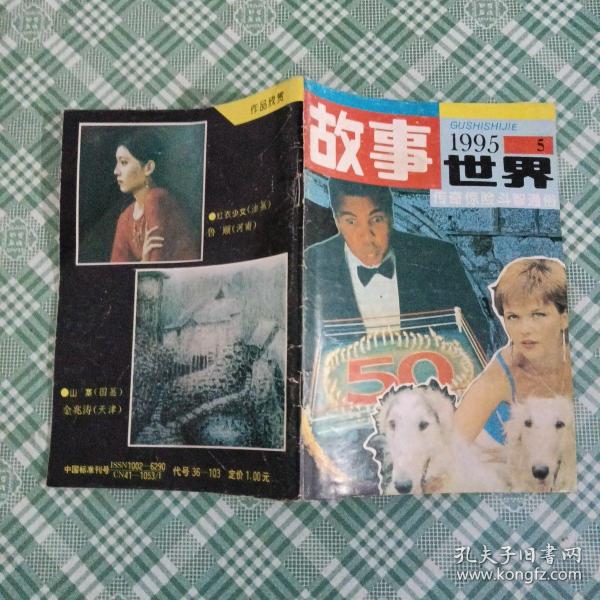 作品欣赏
●红衣少女(油画)
鲁 顺(河南)
●山 寨(国画)
金兆涛(天津)
中国标准刊号 ISSN1002—6290
CN41—1053/I
代号 36—103 定价 1.00元
故事
GUSHISHIJIE
1995 5
世界
传奇惊险斗智通俗
50
孔夫子旧书网
www.kongfz.com